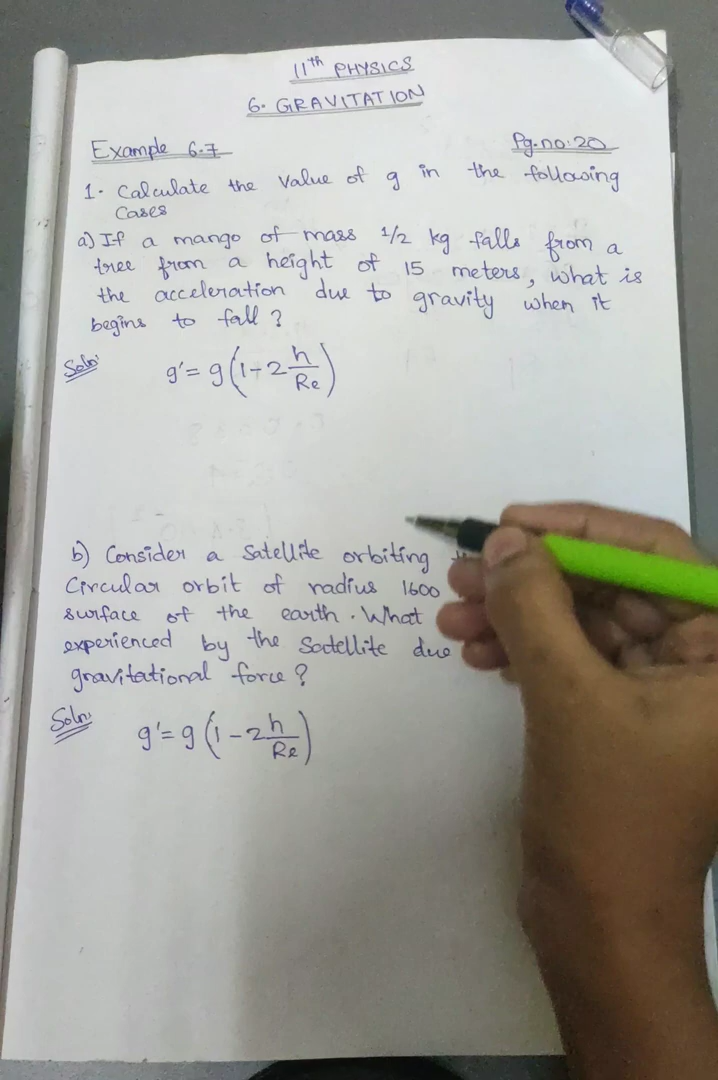 11th PHYSICS
6. GRAVITATION
Example 6.7 Pg.no:20
1. Calculate the Value of g in the following
Cases
a) If a mango of mass 1/2 kg falls from a
tree from a height of 15 meters, what is
the acceleration due to gravity when it
begins to fall?
Soln: g' = g(1-2h/Re)
b) Consider a Satellite orbiting
Circular orbit of radius 1600
surface of the earth. What
experienced by the Satellite due
gravitational force?
Soln: g' = g(1-2h/Re)